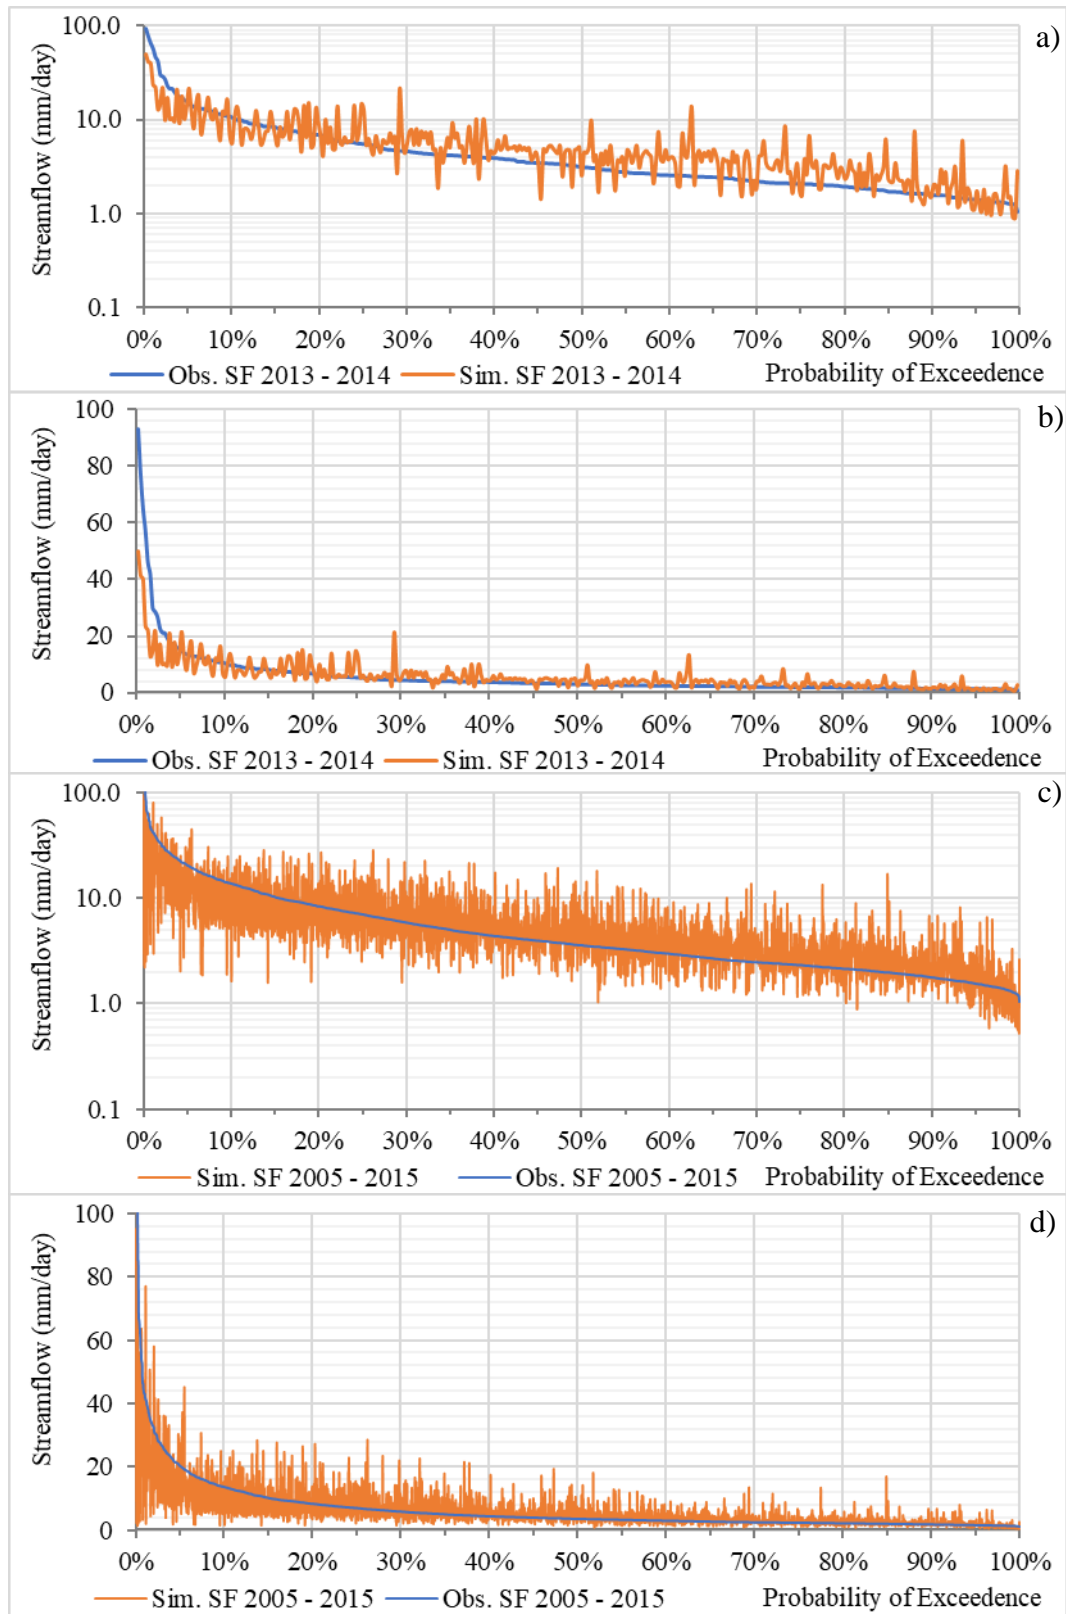 a)
Streamflow (mm/day)
100.0
10.0
1.0
0.1
0% 10% 20% 30% 40% 50% 60% 70% 80% 90% 100%
Obs. SF 2013 - 2014 Sim. SF 2013 - 2014 Probability of Exceedence
b)
Streamflow (mm/day)
100
80
60
40
20
0
0% 10% 20% 30% 40% 50% 60% 70% 80% 90% 100%
Obs. SF 2013 - 2014 Sim. SF 2013 - 2014 Probability of Exceedence
c)
Streamflow (mm/day)
100.0
10.0
1.0
0.1
0% 10% 20% 30% 40% 50% 60% 70% 80% 90% 100%
Sim. SF 2005 - 2015 Obs. SF 2005 - 2015 Probability of Exceedence
d)
Streamflow (mm/day)
100
80
60
40
20
0
0% 10% 20% 30% 40% 50% 60% 70% 80% 90% 100%
Sim. SF 2005 - 2015 Obs. SF 2005 - 2015 Probability of Exceedence